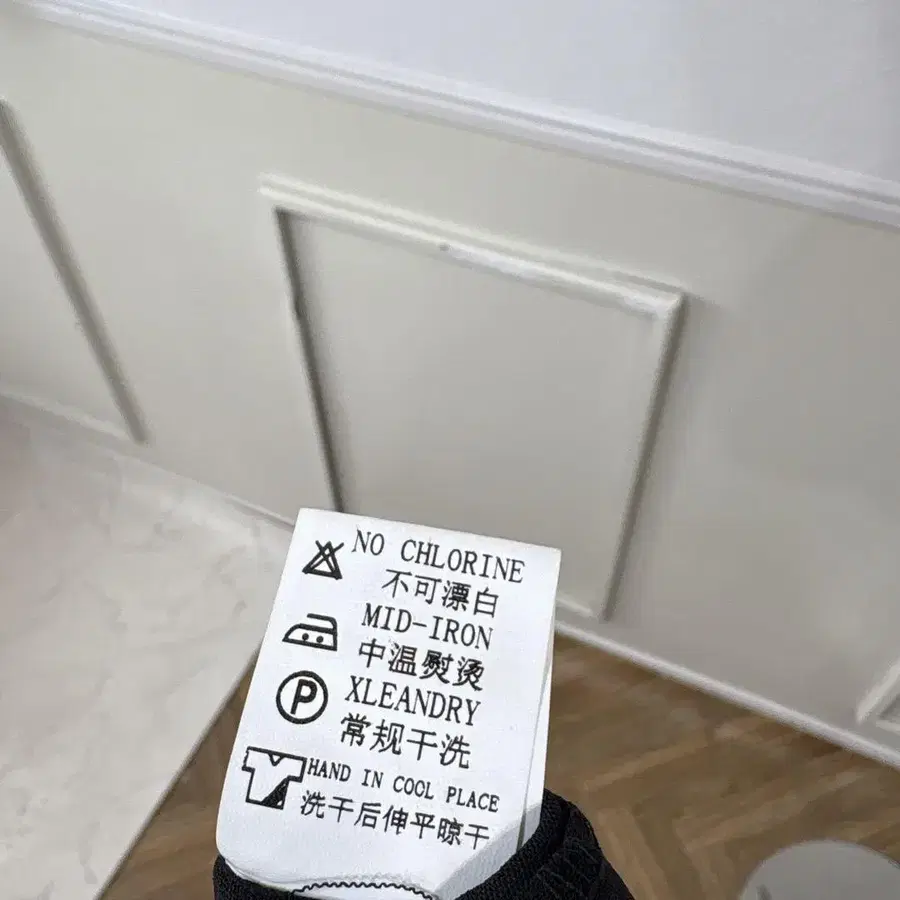 NO CHLORINE
不可漂白
MID-IRON
中温熨烫
P
XLEANDRY
常规干洗
HAND IN COOL PLACE
洗干后伸平晾干